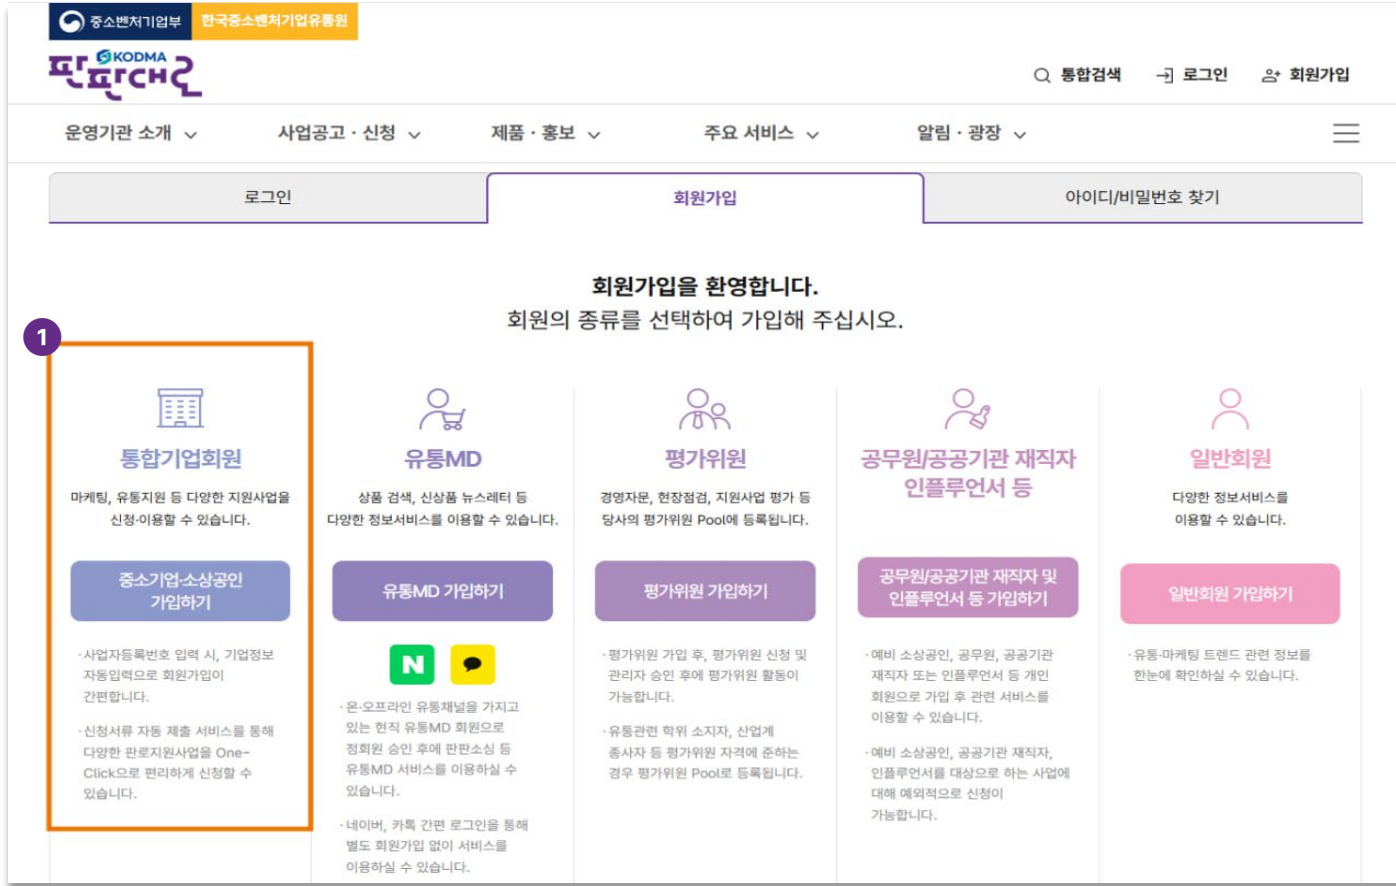 중소벤처기업부 한국중소벤처기업유통원
KODMA
판판대로
통합검색 로그인 회원가입
운영기관 소개 사업공고 · 신청 제품 · 홍보 주요 서비스 알림 · 광장
로그인 회원가입 아이디/비밀번호 찾기
회원가입을 환영합니다.
회원의 종류를 선택하여 가입해 주십시오.
1
통합기업회원
마케팅, 유통지원 등 다양한 지원사업을
신청·이용할 수 있습니다.
중소기업·소상공인
가입하기
· 사업자등록번호 입력 시, 기업정보
자동입력으로 회원가입이
간편합니다.
· 신청서류 자동 제출 서비스를 통해
다양한 판로지원사업을 One-
Click으로 편리하게 신청할 수
있습니다.
유통MD
상품 검색, 신상품 뉴스레터 등
다양한 정보서비스를 이용할 수 있습니다.
유통MD 가입하기
N
· 온·오프라인 유통채널을 가지고
있는 현직 유통MD 회원으로
정회원 승인 후에 판판소싱 등
유통MD 서비스를 이용하실 수
있습니다.
· 네이버, 카톡 간편 로그인을 통해
별도 회원가입 없이 서비스를
이용하실 수 있습니다.
평가위원
경영자문, 현장점검, 지원사업 평가 등
당사의 평가위원 Pool에 등록됩니다.
평가위원 가입하기
· 평가위원 가입 후, 평가위원 신청 및
관리자 승인 후에 평가위원 활동이
가능합니다.
· 유통관련 학위 소지자, 산업계
종사자 등 평가위원 자격에 준하는
경우 평가위원 Pool로 등록됩니다.
공무원/공공기관 재직자
인플루언서 등
공무원/공공기관 재직자 및
인플루언서 등 가입하기
· 예비 소상공인, 공무원, 공공기관
재직자 또는 인플루언서 등 개인
회원으로 가입 후 관련 서비스를
이용할 수 있습니다.
· 예비 소상공인, 공공기관 재직자,
인플루언서를 대상으로 하는 사업에
대해 예외적으로 신청이
가능합니다.
일반회원
다양한 정보서비스를
이용할 수 있습니다.
일반회원 가입하기
· 유통·마케팅 트렌드 관련 정보를
한눈에 확인하실 수 있습니다.